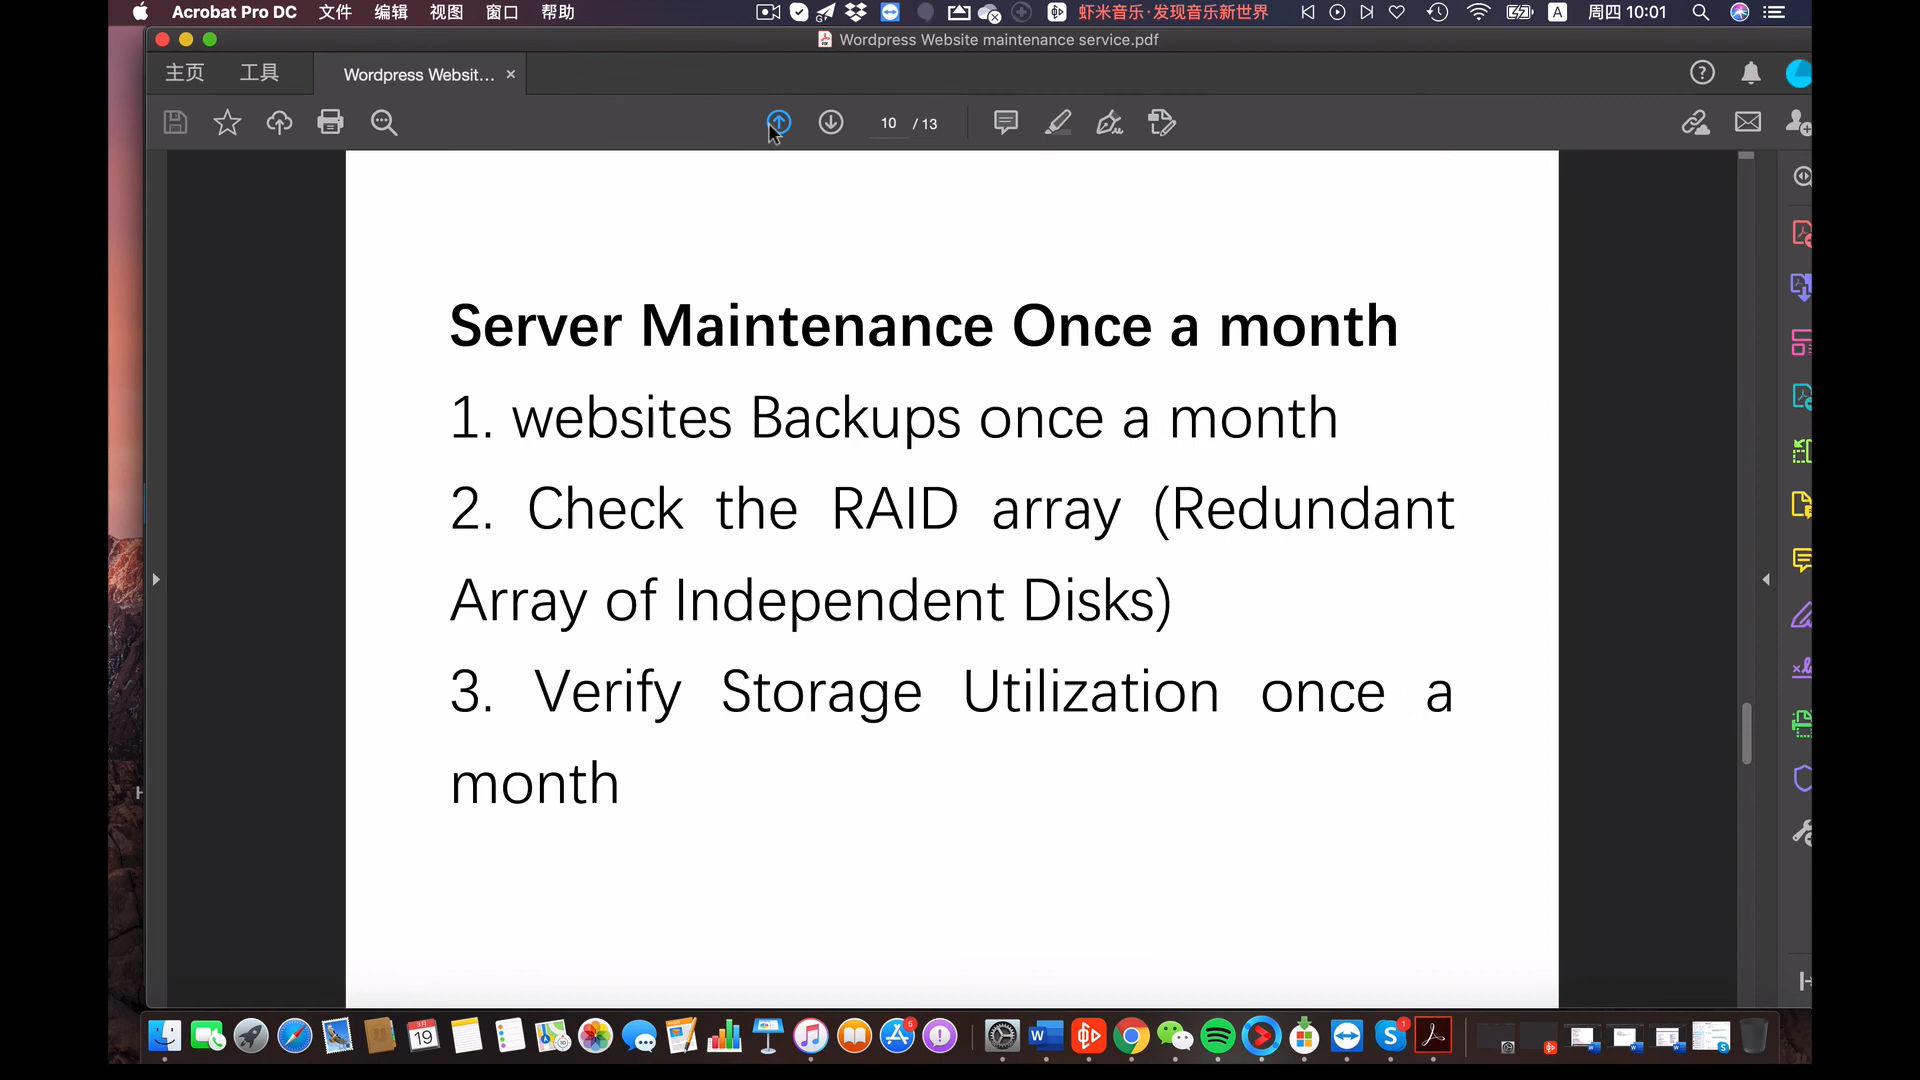 Acrobat Pro DC 文件 编辑 视图 窗口 帮助 虾米音乐·发现音乐新世界 A 周四 10:01
Wordpress Website maintenance service.pdf
主页 工具 Wordpress Websit... ×
10 / 13
Server Maintenance Once a month
1. websites Backups once a month
2. Check the RAID array (Redundant
Array of Independent Disks)
3. Verify Storage Utilization once a
month
19